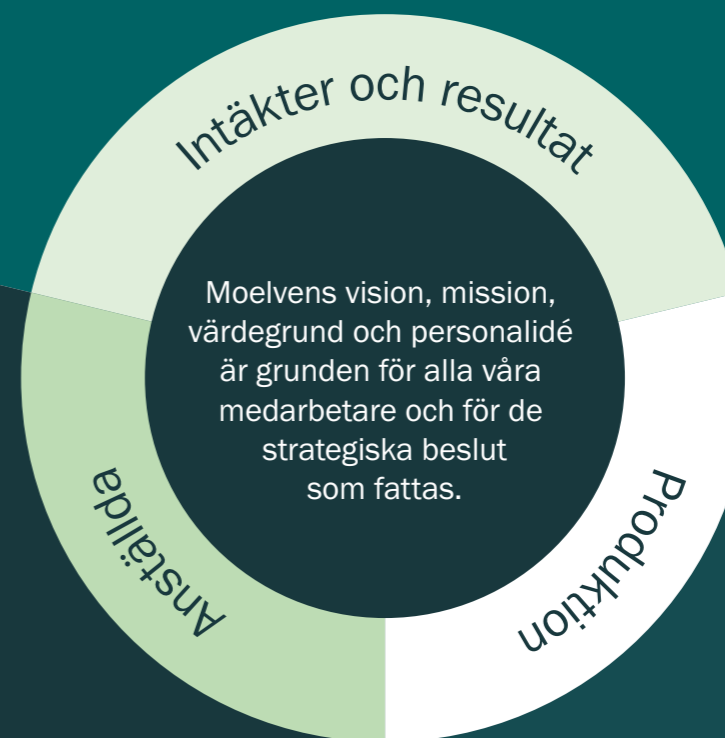 Intäkter och resultat
Moelvens vision, mission,
värdegrund och personalidé
är grunden för alla våra
medarbetare och för de
strategiska beslut
som fattas.
Anställda
Produktion